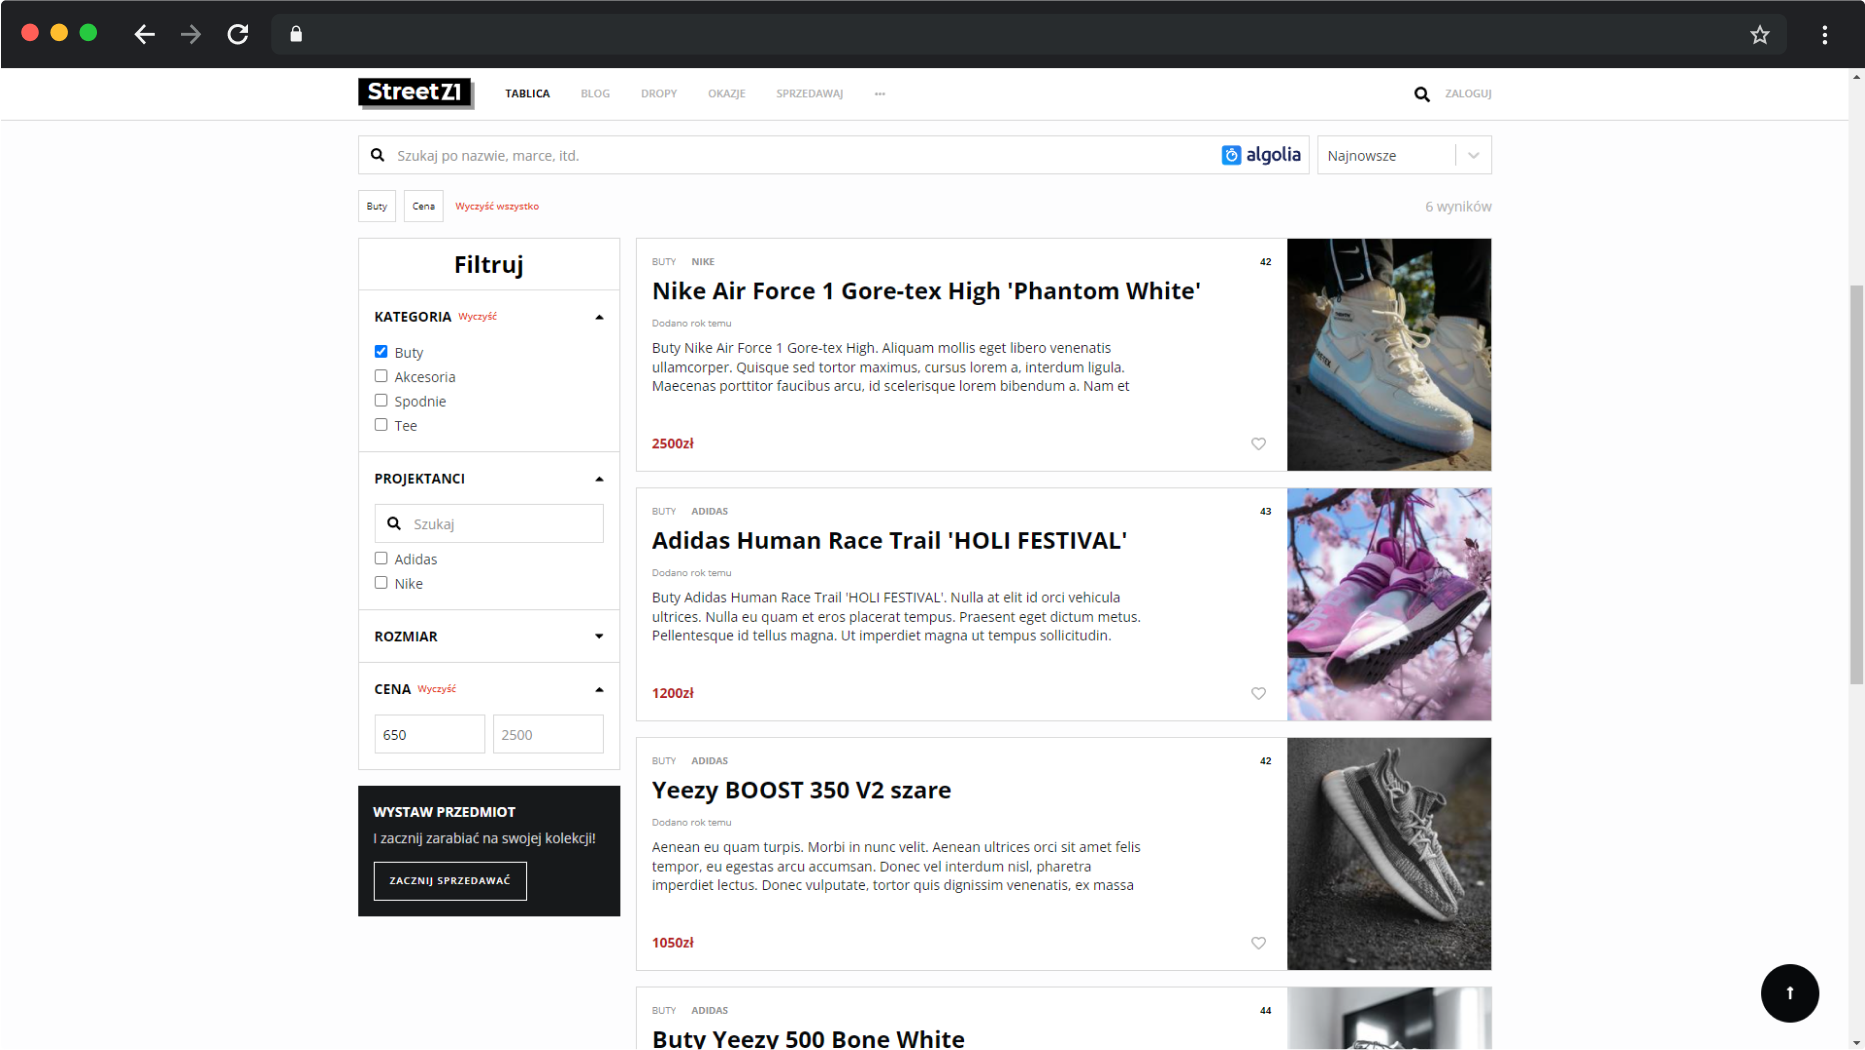 StreetZ1
TABLICA BLOG DROPY OKAZJE SPRZEDAWAJ ••• ZALOGUJ
Szukaj po nazwie, marce, itd. algolia Najnowsze
Buty Cena Wyczyść wszystko 6 wyników
Filtruj
KATEGORIA Wyczyść
Buty
Akcesoria
Spodnie
Tee
PROJEKTANCI
Szukaj
Adidas
Nike
ROZMIAR
CENA Wyczyść
650 2500
WYSTAW PRZEDMIOT
I zacznij zarabiać na swojej kolekcji!
ZACZNIJ SPRZEDAWAĆ
BUTY NIKE 42
Nike Air Force 1 Gore-tex High 'Phantom White'
Dodano rok temu
Buty Nike Air Force 1 Gore-tex High. Aliquam mollis eget libero venenatis
ullamcorper. Quisque sed tortor maximus, cursus lorem a, interdum ligula.
Maecenas porttitor faucibus arcu, id scelerisque lorem bibendum a. Nam et
2500zł
BUTY ADIDAS 43
Adidas Human Race Trail 'HOLI FESTIVAL'
Dodano rok temu
Buty Adidas Human Race Trail 'HOLI FESTIVAL'. Nulla at elit id orci vehicula
ultrices. Nulla eu quam et eros placerat tempus. Praesent eget dictum metus.
Pellentesque id tellus magna. Ut imperdiet magna ut tempus sollicitudin.
1200zł
BUTY ADIDAS 42
Yeezy BOOST 350 V2 szare
Dodano rok temu
Aenean eu quam turpis. Morbi in nunc velit. Aenean ultrices orci sit amet felis
tempor, eu egestas arcu accumsan. Donec vel interdum nisl, pharetra
imperdiet lectus. Donec vulputate, tortor quis dignissim venenatis, ex massa
1050zł
BUTY ADIDAS 44
Buty Yeezy 500 Bone White